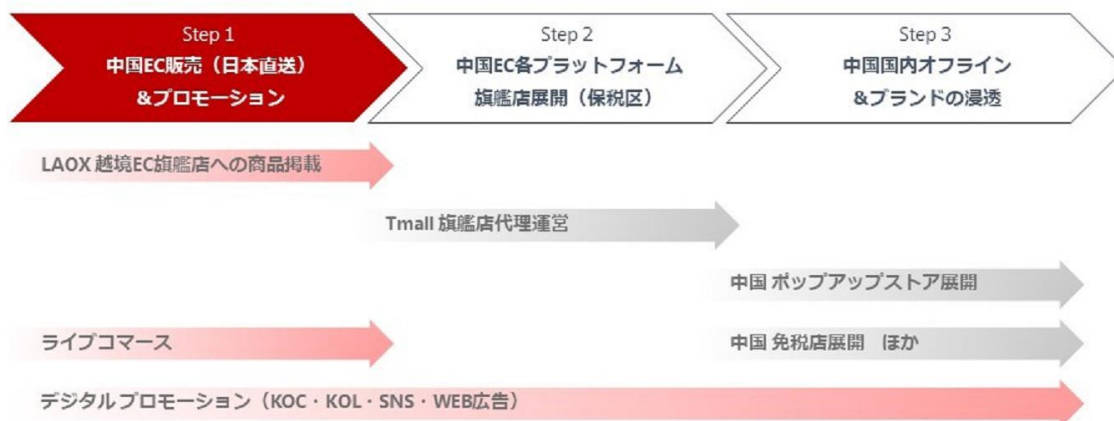 Step 1
中国EC販売（日本直送）
&プロモーション
Step 2
中国EC各プラットフォーム
旗艦店展開（保税区）
Step 3
中国国内オフライン
&ブランドの浸透
LAOX 越境EC旗艦店への商品掲載
Tmall 旗艦店代理運営
中国 ポップアップストア展開
ライブコマース
中国 免税店展開　ほか
デジタルプロモーション（KOC・KOL・SNS・WEB広告）